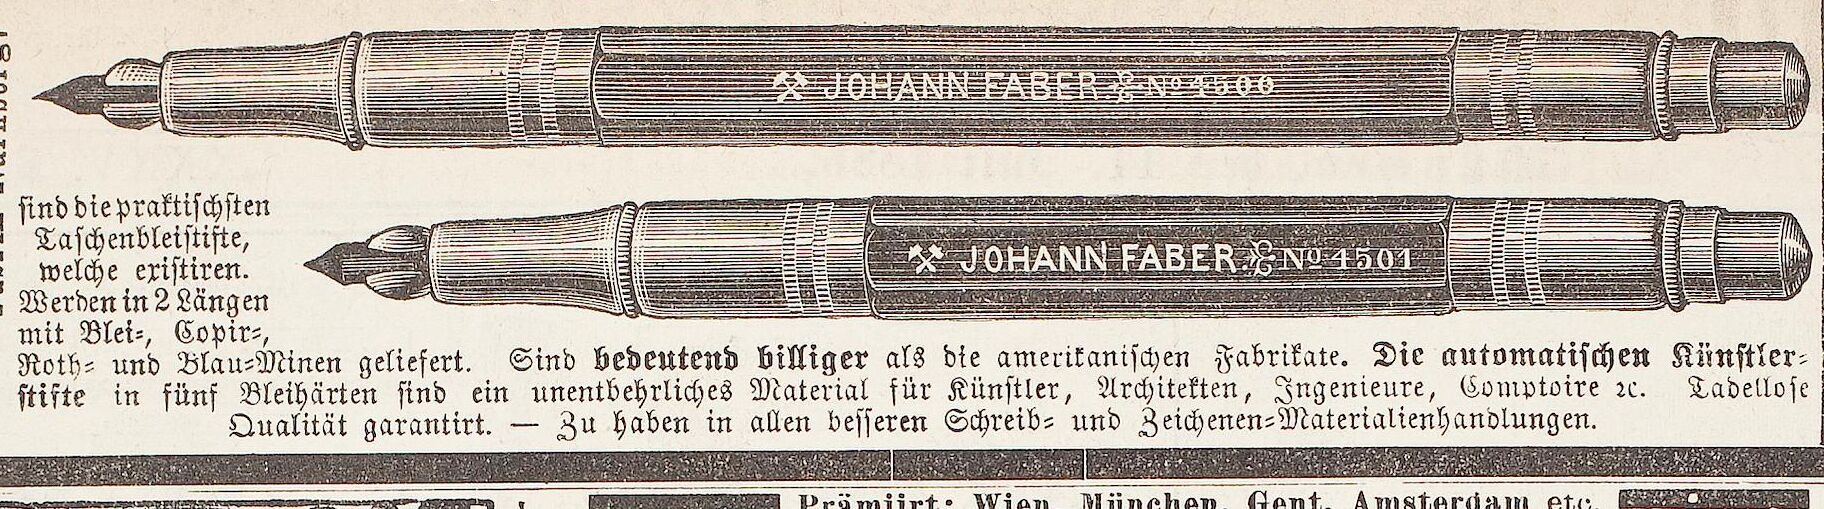 JOHANN FABER No 4500
JOHANN FABER. No 4501
sind die praktischsten
Taschenbleistifte,
welche existiren.
Werden in 2 Längen
mit Blei-, Copir-,
Roth- und Blau-Minen geliefert. Sind bedeutend billiger als die amerikanischen Fabrikate. Die automatischen Künstler-
stifte in fünf Bleihärten sind ein unentbehrliches Material für Künstler, Architekten, Ingenieure, Comptoire ꝛc. Tadellose
Qualität garantirt. — Zu haben in allen besseren Schreib- und Zeichenen-Materialienhandlungen.
Prämiirt: Wien, München, Gent, Amsterdam etc.